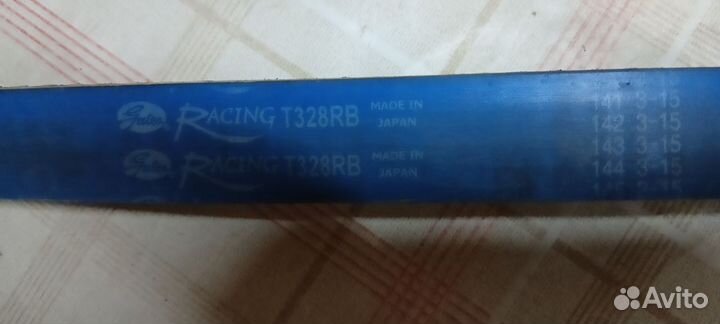 Gates RACING T328RB MADE IN JAPAN
141 3-15
142 3-15
143 3-15
Gates RACING T328RB MADE IN JAPAN
144 3-15
Avito